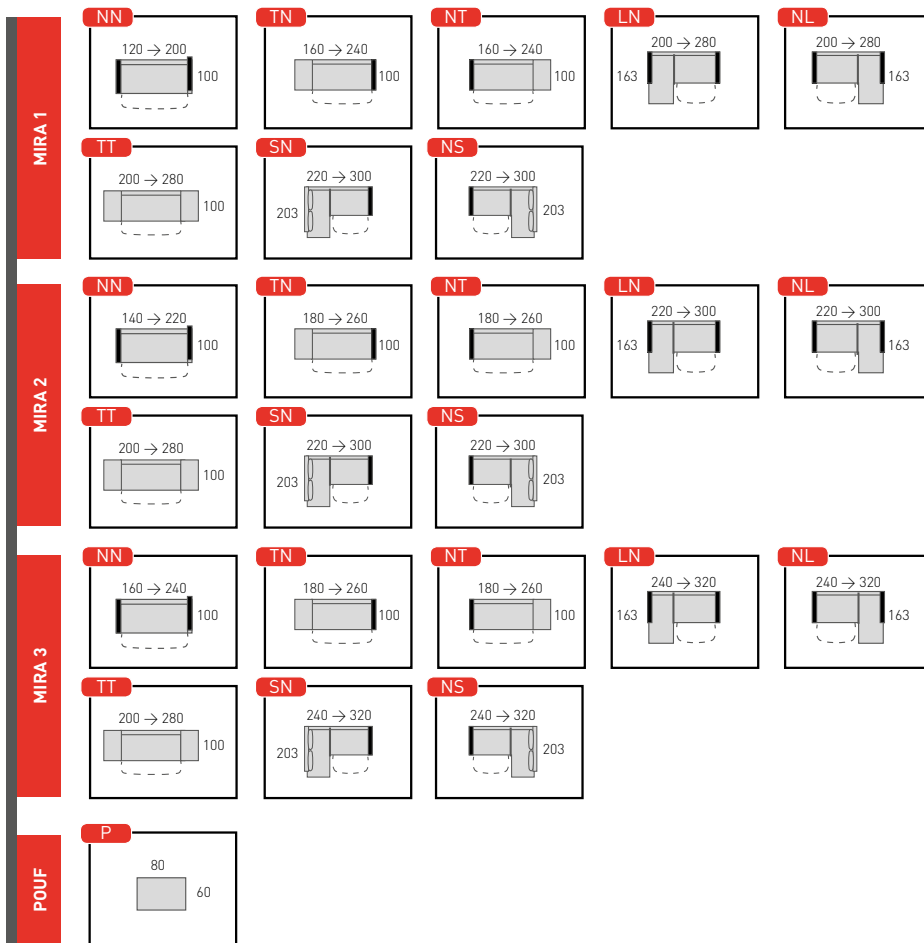 MIRA 1
NN
120 → 200
100
TN
160 → 240
100
NT
160 → 240
100
LN
200 → 280
163
NL
200 → 280
163
TT
200 → 280
100
SN
220 → 300
203
NS
220 → 300
203
MIRA 2
NN
140 → 220
100
TN
180 → 260
100
NT
180 → 260
100
LN
220 → 300
163
NL
220 → 300
163
TT
200 → 280
100
SN
220 → 300
203
NS
220 → 300
203
MIRA 3
NN
160 → 240
100
TN
180 → 260
100
NT
180 → 260
100
LN
240 → 320
163
NL
240 → 320
163
TT
200 → 280
100
SN
240 → 320
203
NS
240 → 320
203
POUF
P
80
60